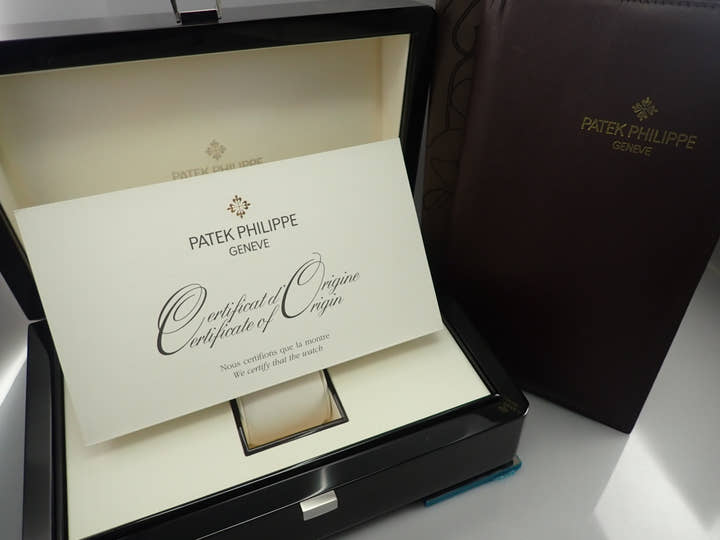 PATEK PHILIPPE
PATEK PHILIPPE
GENEVE
Certificat d'Origine
Certificate of Origin
Nous certifions que la montre
We certify that the watch
PATEK PHILIPPE
GENEVE